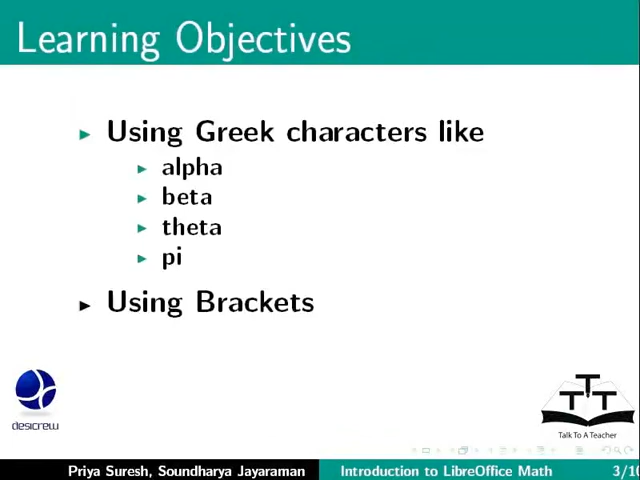 Learning Objectives
Using Greek characters like
alpha
beta
theta
pi
Using Brackets
desicrew
T T T
Talk To A Teacher
Priya Suresh, Soundharya Jayaraman Introduction to LibreOffice Math 3/10